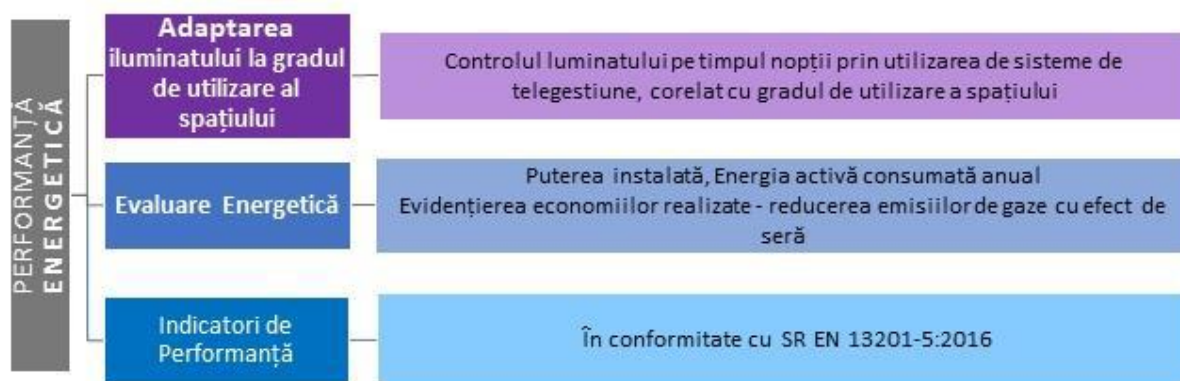 PERFORMANȚĂ
ENERGETICĂ
Adaptarea
iluminatului la gradul
de utilizare al
spațiului
Controlul luminatului pe timpul nopții prin utilizarea de sisteme de
telegestiune, corelat cu gradul de utilizare a spațiului
Evaluare Energetică
Puterea instalată, Energia activă consumată anual
Evidențierea economiilor realizate - reducerea emisiilor de gaze cu efect de
seră
Indicatori de
Performanță
În conformitate cu SR EN 13201-5:2016